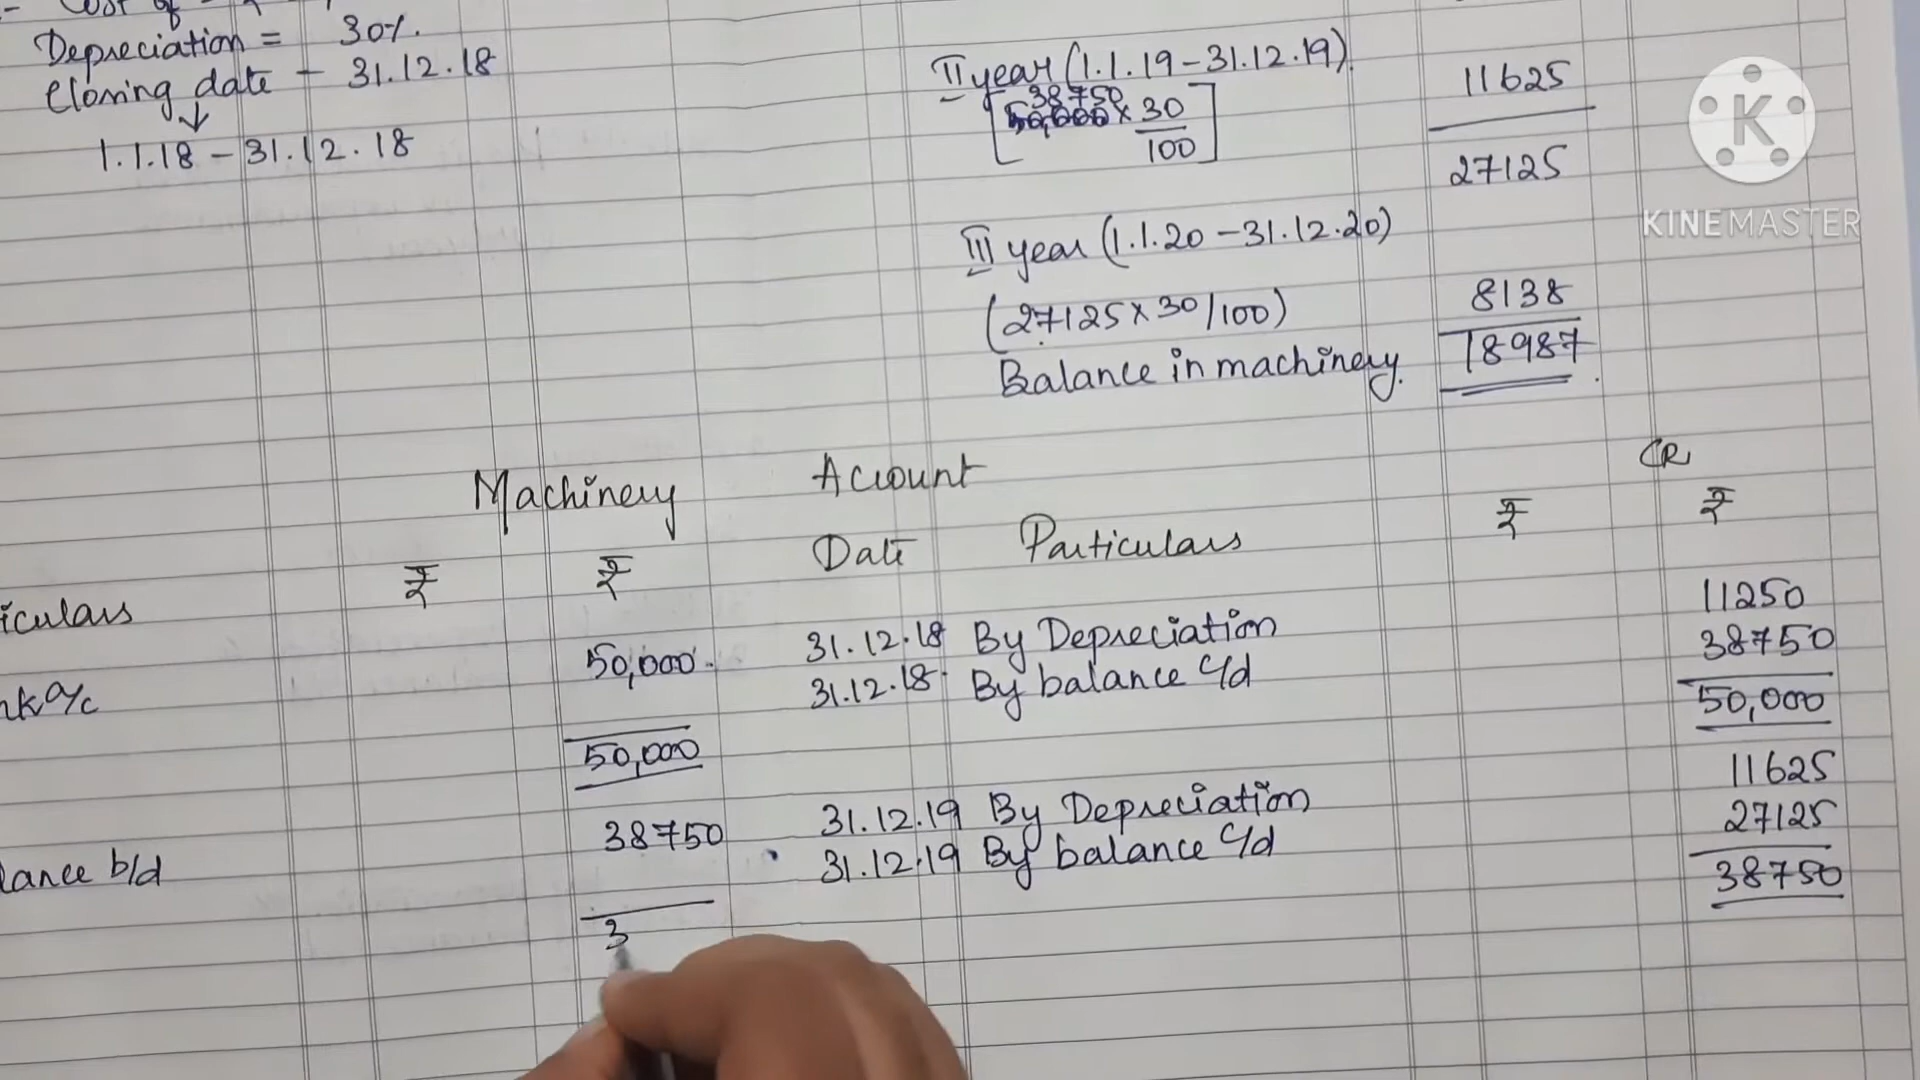 Cost of
Depreciation = 30%.
Closing date - 31.12.18
1.1.18 - 31.12.18
II year (1.1.19 - 31.12.19)
38750
50,000 × 30
100
11625
27125
III year (1.1.20 - 31.12.20)
(27125 × 30/100) 8138
Balance in machinery. 18987
K
KINEMASTER
Machinery Account
CR
iculars ₹ ₹ Date Particulars ₹ ₹
nk a/c 50,000 31.12.18 By Depreciation 11250
31.12.18 By balance c/d 38750
50,000 50,000
lance b/d 38750 31.12.19 By Depreciation 11625
31.12.19 By balance c/d 27125
3 38750